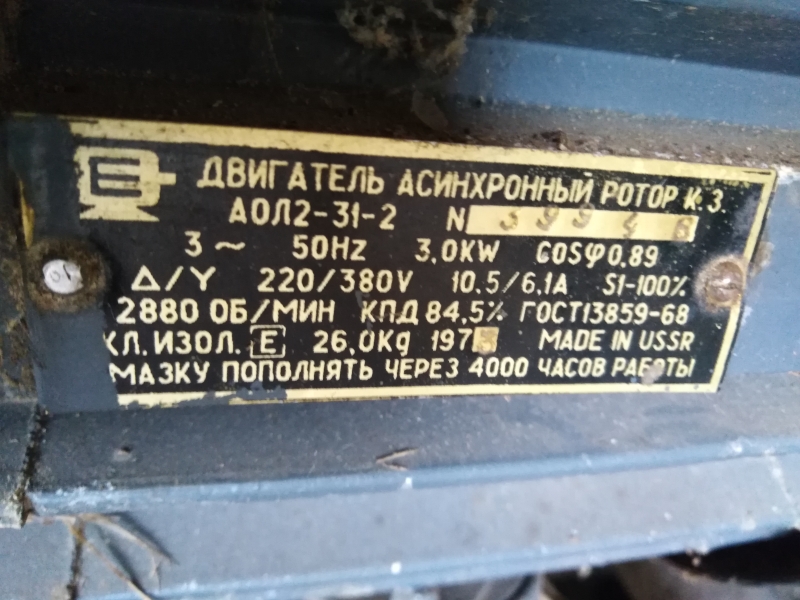 ДВИГАТЕЛЬ АСИНХРОННЫЙ РОТОР К.З.
АОЛ2-31-2 N
3~ 50HZ 3.0KW COSφ0.89
Δ/Y 220/380V 10.5/6.1A S1-100%
2880 ОБ/МИН КПД 84.5% ГОСТ13859-68
КЛ. ИЗОЛ. E 26.0Kg MADE IN USSR
МАЗКУ ПОПОЛНЯТЬ ЧЕРЕЗ 4000 ЧАСОВ РАБОТЫ